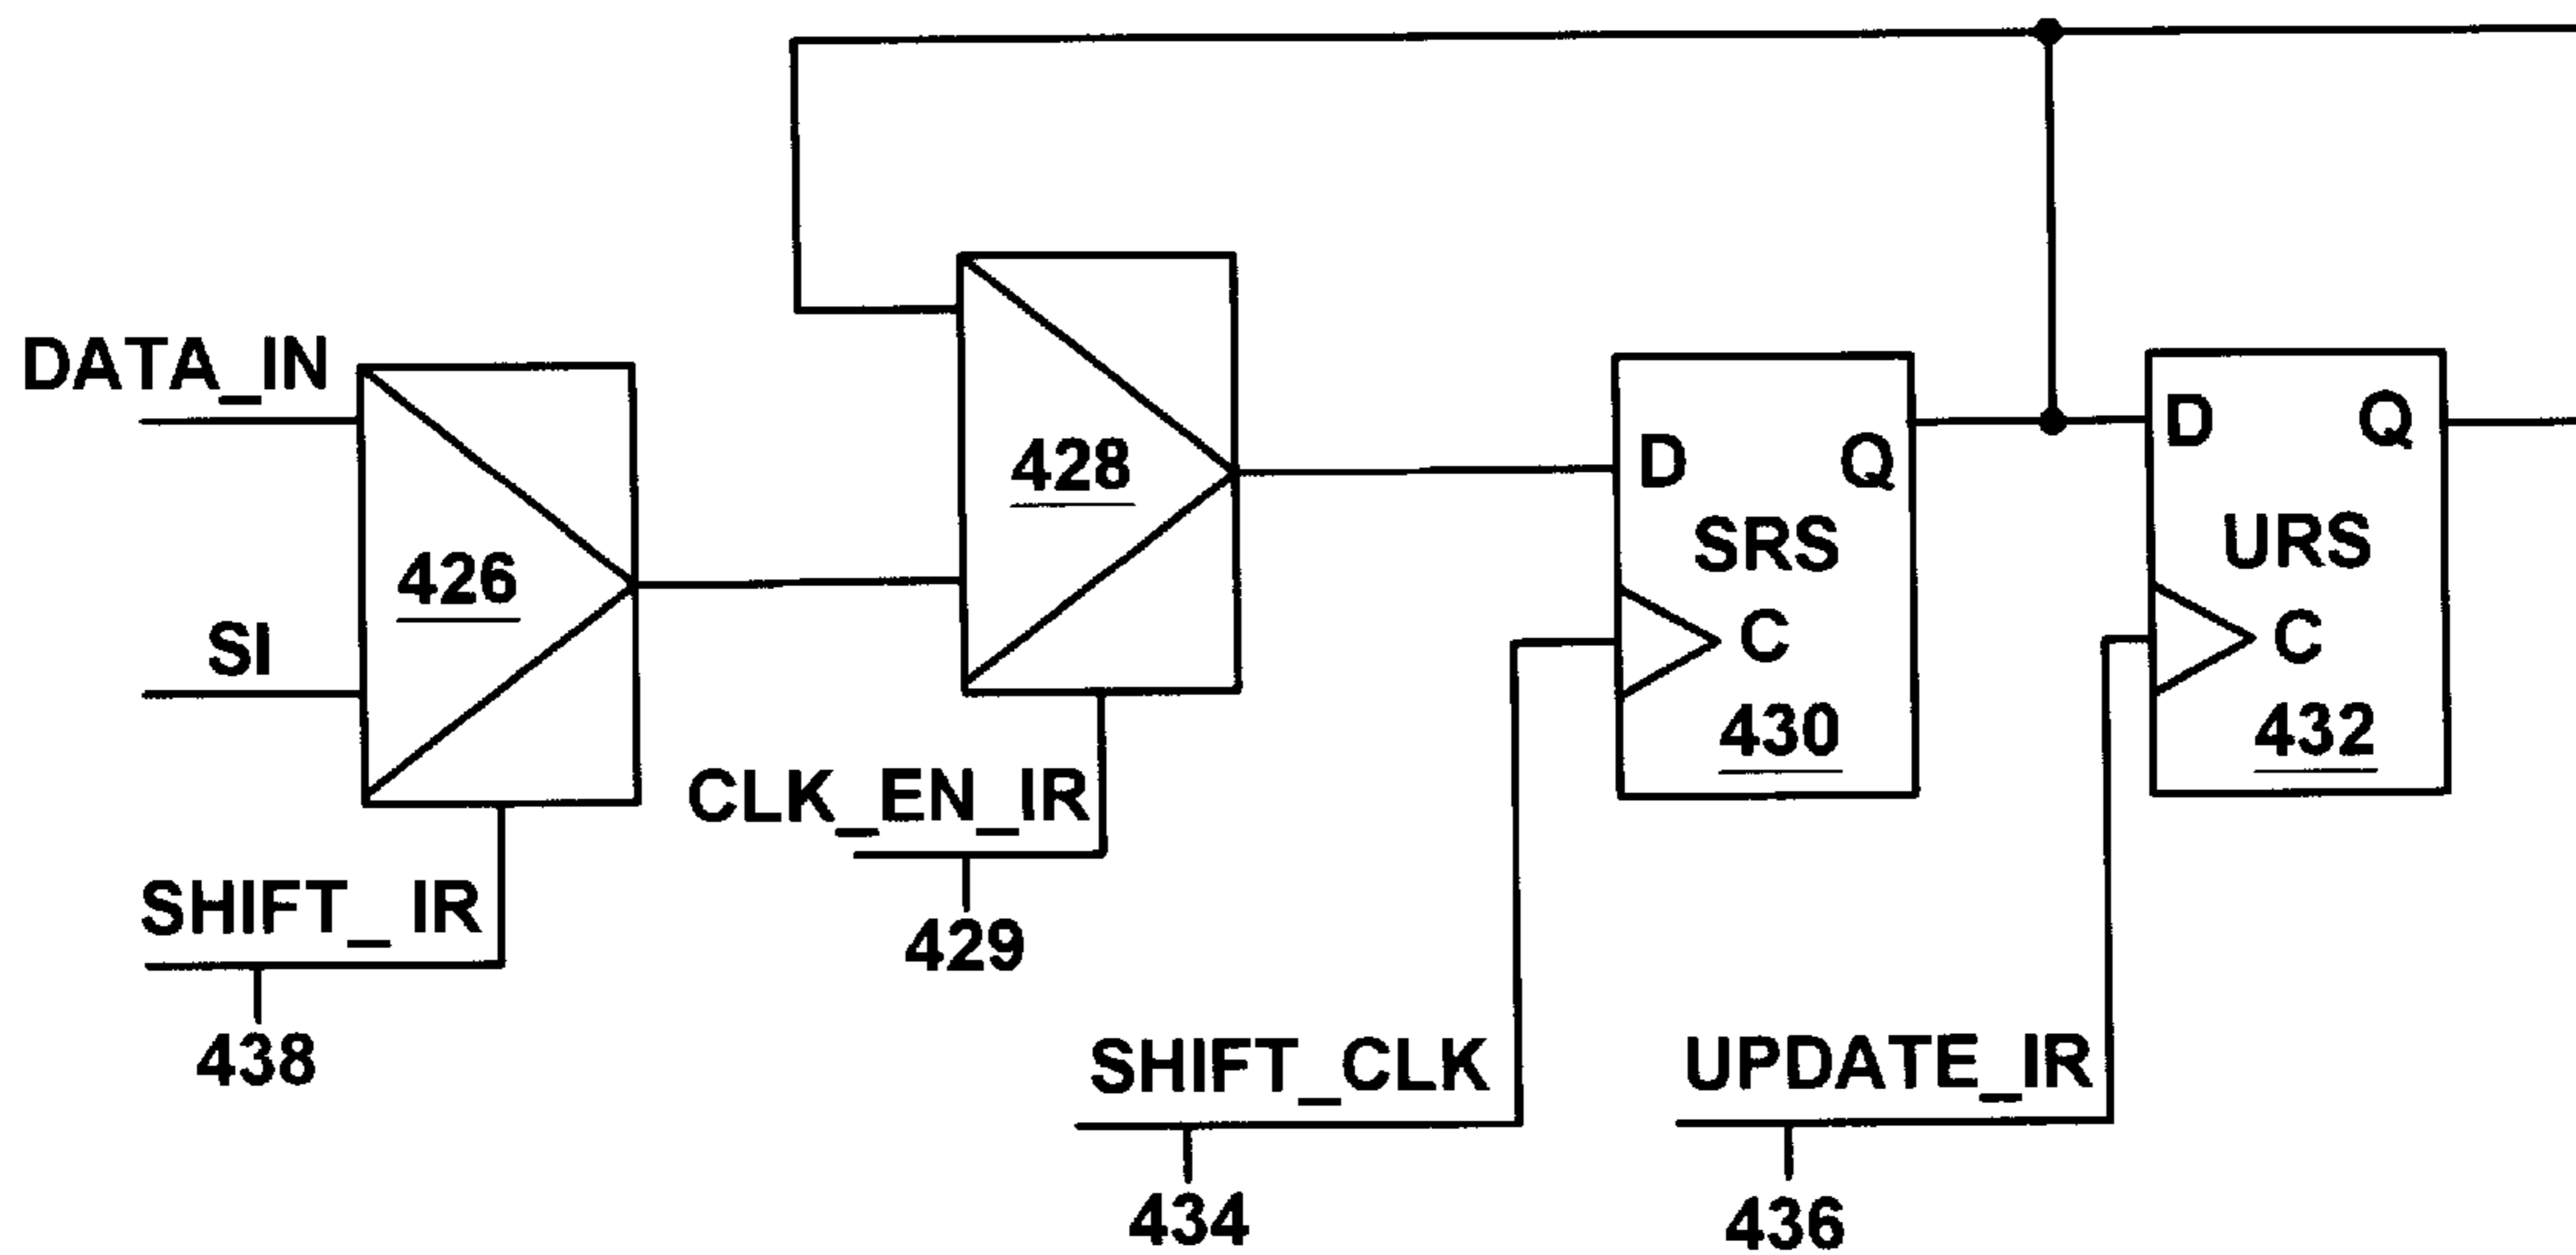 DATA_IN
SI
426
SHIFT_ IR
438
428
CLK_EN_IR
429
D Q
SRS
C
430
SHIFT_CLK
434
D Q
URS
C
432
UPDATE_IR
436